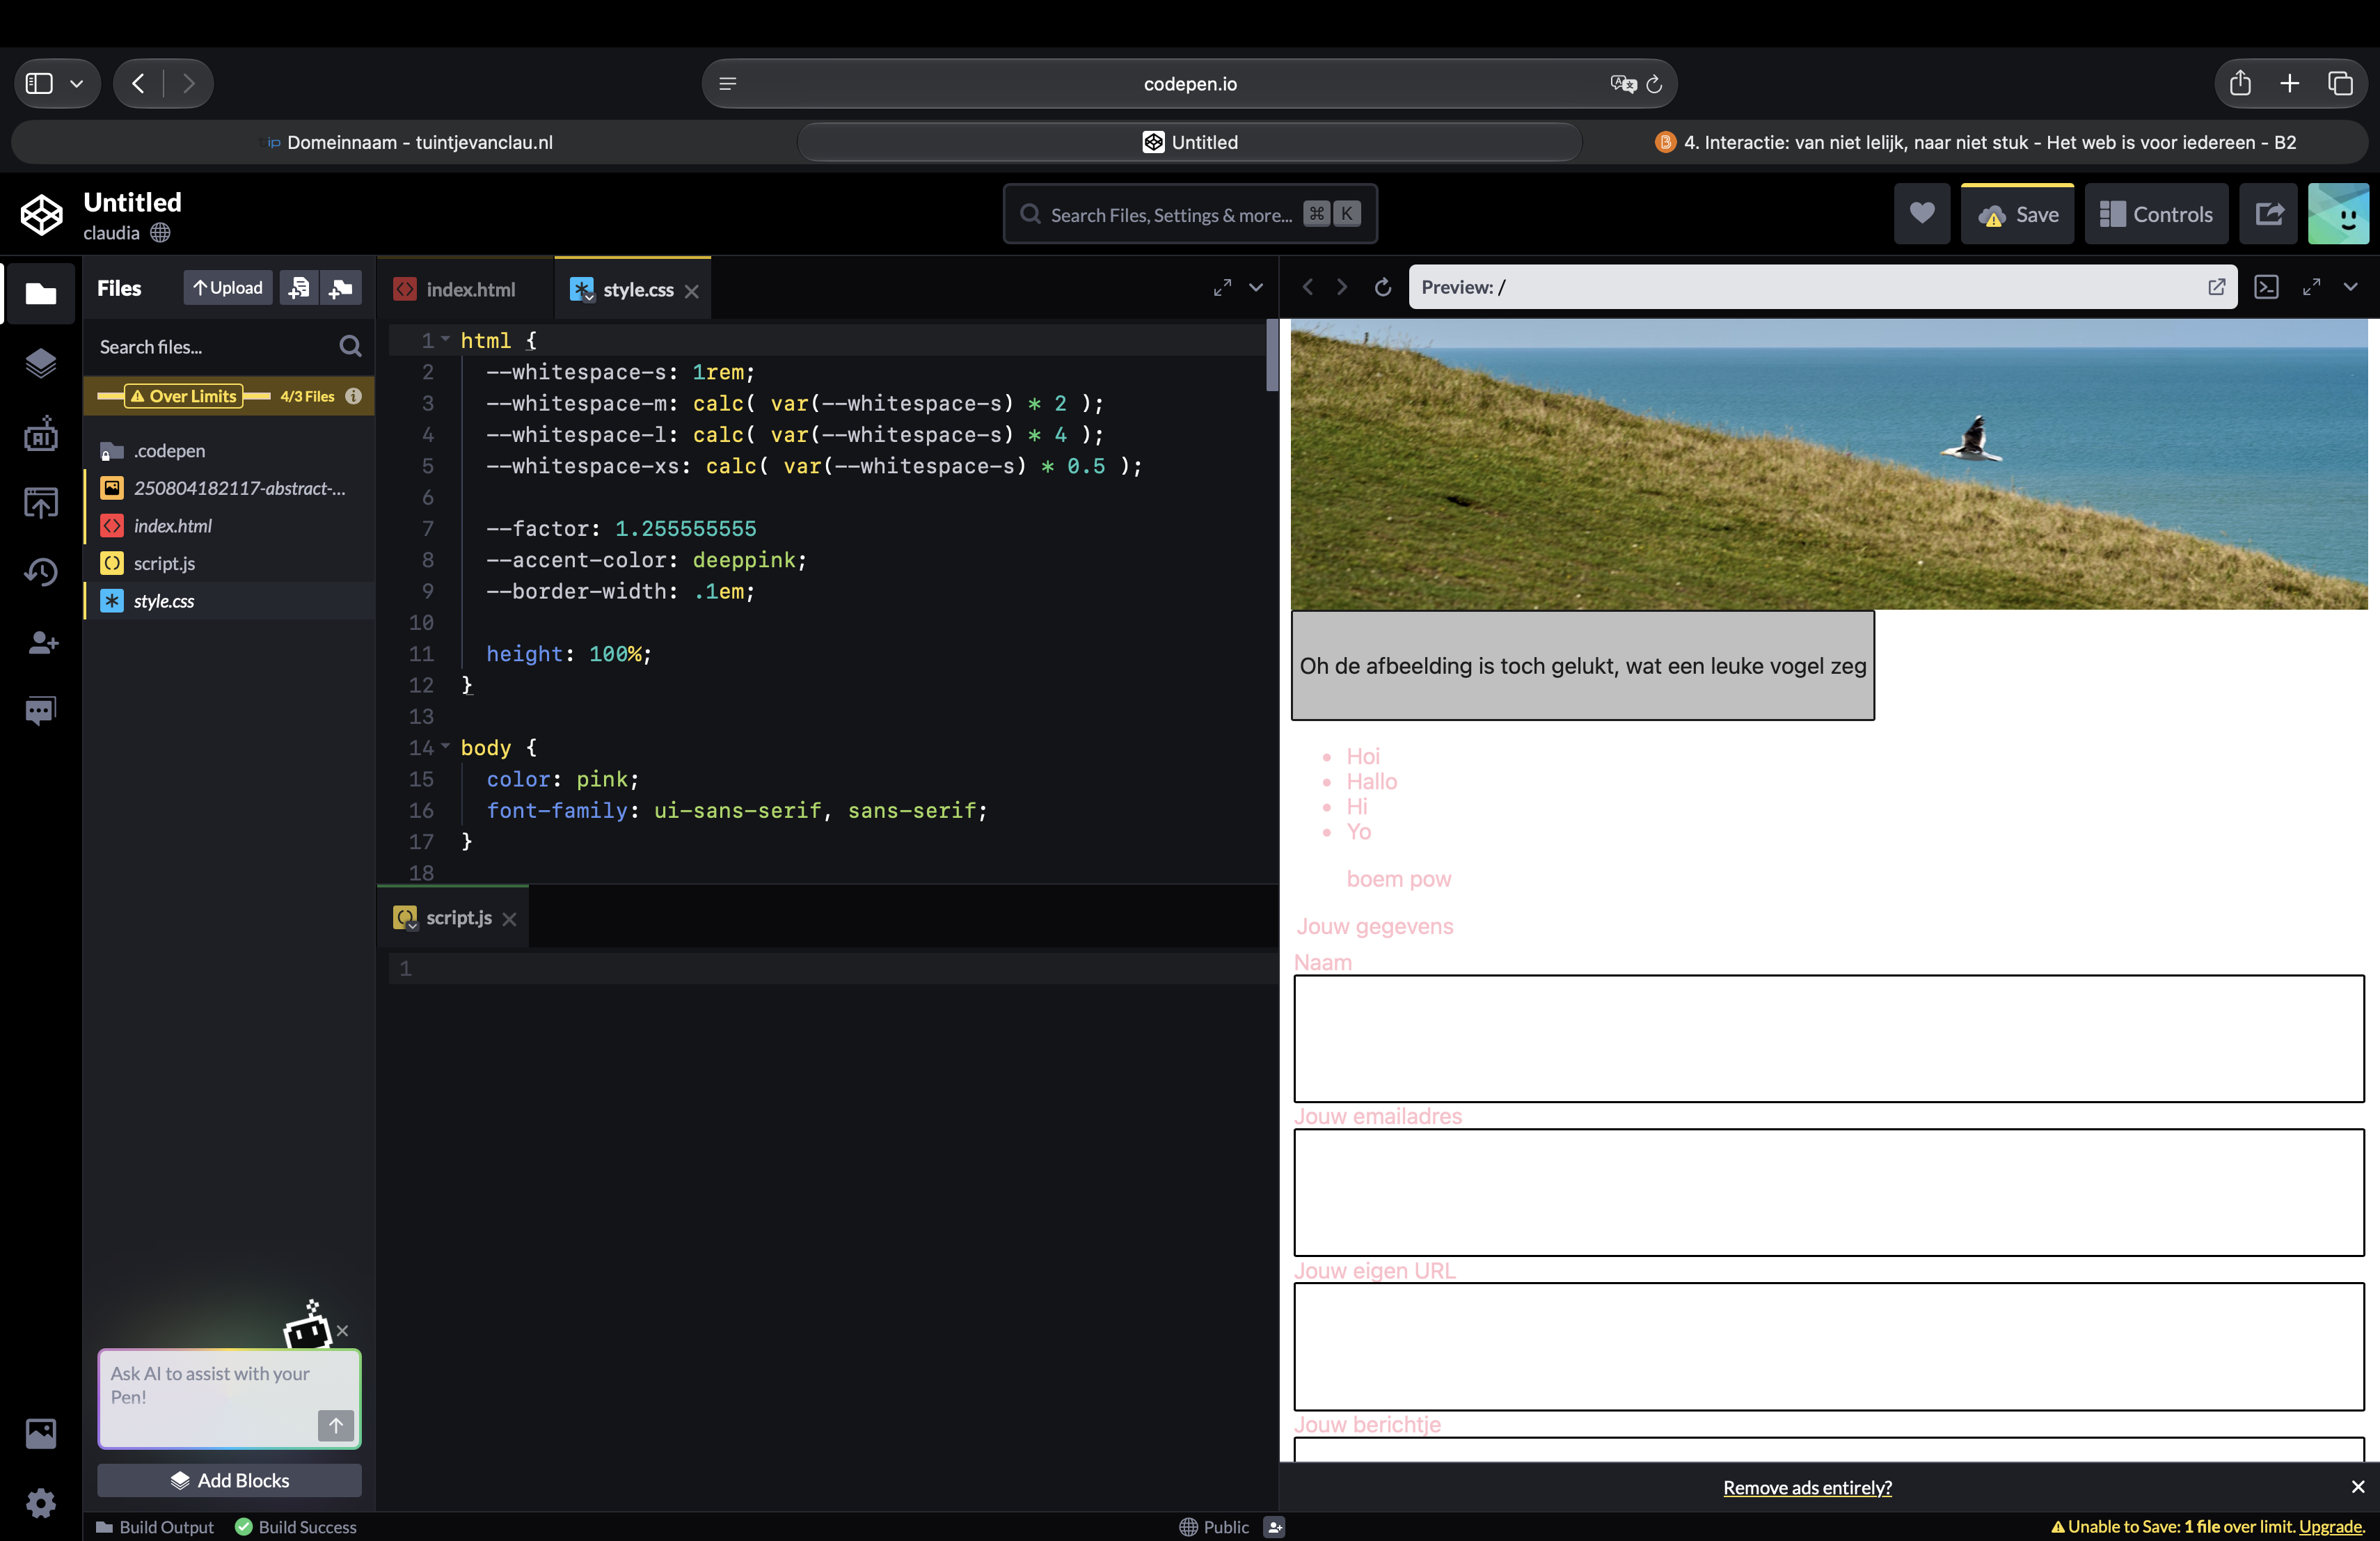 codepen.io
Domeinnaam - tuintjevanclau.nl
Untitled
4. Interactie: van niet lelijk, naar niet stuk - Het web is voor iedereen - B2
Untitled
claudia
Search Files, Settings & more... ⌘ K
Save
Controls
Files
Upload
Search files...
Over Limits
4/3 Files
.codepen
250804182117-abstract-...
index.html
script.js
style.css
Ask AI to assist with your
Pen!
Add Blocks
index.html
style.css
1 html {
2 --whitespace-s: 1rem;
3 --whitespace-m: calc( var(--whitespace-s) * 2 );
4 --whitespace-l: calc( var(--whitespace-s) * 4 );
5 --whitespace-xs: calc( var(--whitespace-s) * 0.5 );
6
7 --factor: 1.255555555
8 --accent-color: deeppink;
9 --border-width: .1em;
10
11 height: 100%;
12 }
13
14 body {
15 color: pink;
16 font-family: ui-sans-serif, sans-serif;
17 }
18
script.js
1
Preview: /
Oh de afbeelding is toch gelukt, wat een leuke vogel zeg
Hoi
Hallo
Hi
Yo
boem pow
Jouw gegevens
Naam
Jouw emailadres
Jouw eigen URL
Jouw berichtje
Remove ads entirely?
Build Output
Build Success
Public
Unable to Save: 1 file over limit. Upgrade.